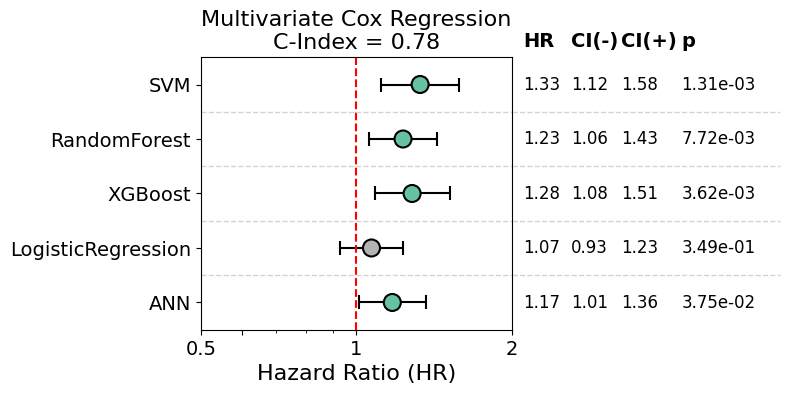 Multivariate Cox Regression
C-Index = 0.78
HR CI(-) CI(+) p
SVM 1.33 1.12 1.58 1.31e-03
RandomForest 1.23 1.06 1.43 7.72e-03
XGBoost 1.28 1.08 1.51 3.62e-03
LogisticRegression 1.07 0.93 1.23 3.49e-01
ANN 1.17 1.01 1.36 3.75e-02
0.5 1 2
Hazard Ratio (HR)